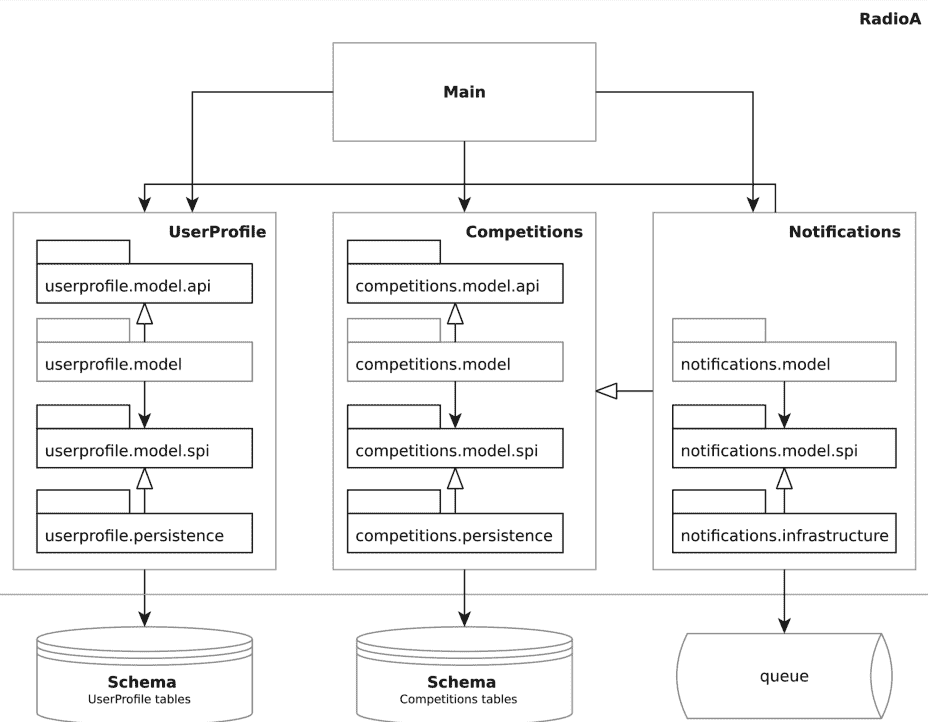 RadioA
Main
UserProfile
userprofile.model.api
userprofile.model
userprofile.model.spi
userprofile.persistence
Competitions
competitions.model.api
competitions.model
competitions.model.spi
competitions.persistence
Notifications
notifications.model
notifications.model.spi
notifications.infrastructure
Schema
UserProfile tables
Schema
Competitions tables
queue